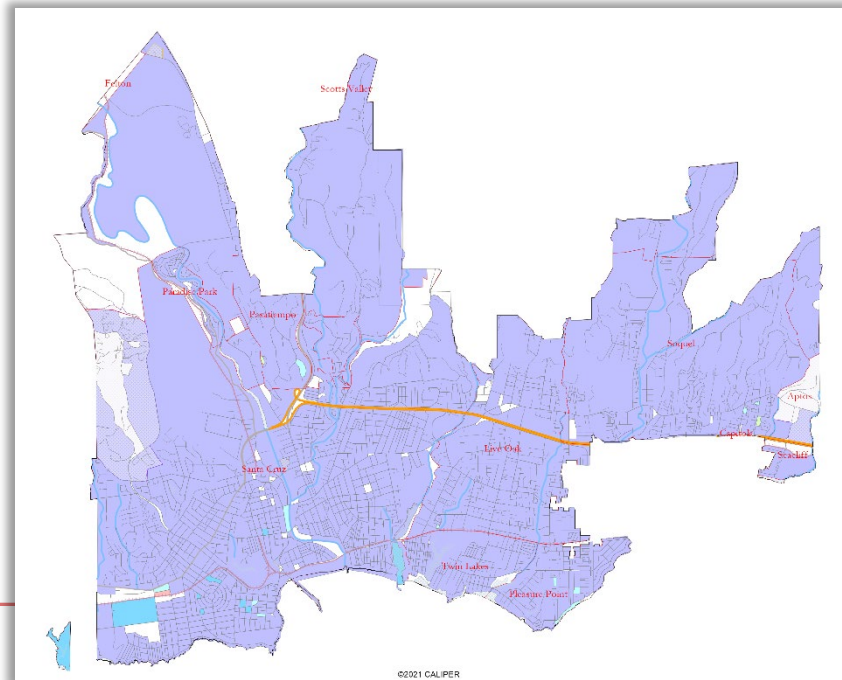 Felton
Scotts Valley
Paradise Park
Pasatiempo
Soquel
Aptos
Capitola
Seacliff
Live Oak
Santa Cruz
Twin Lakes
Pleasure Point
©2021 CALIPER